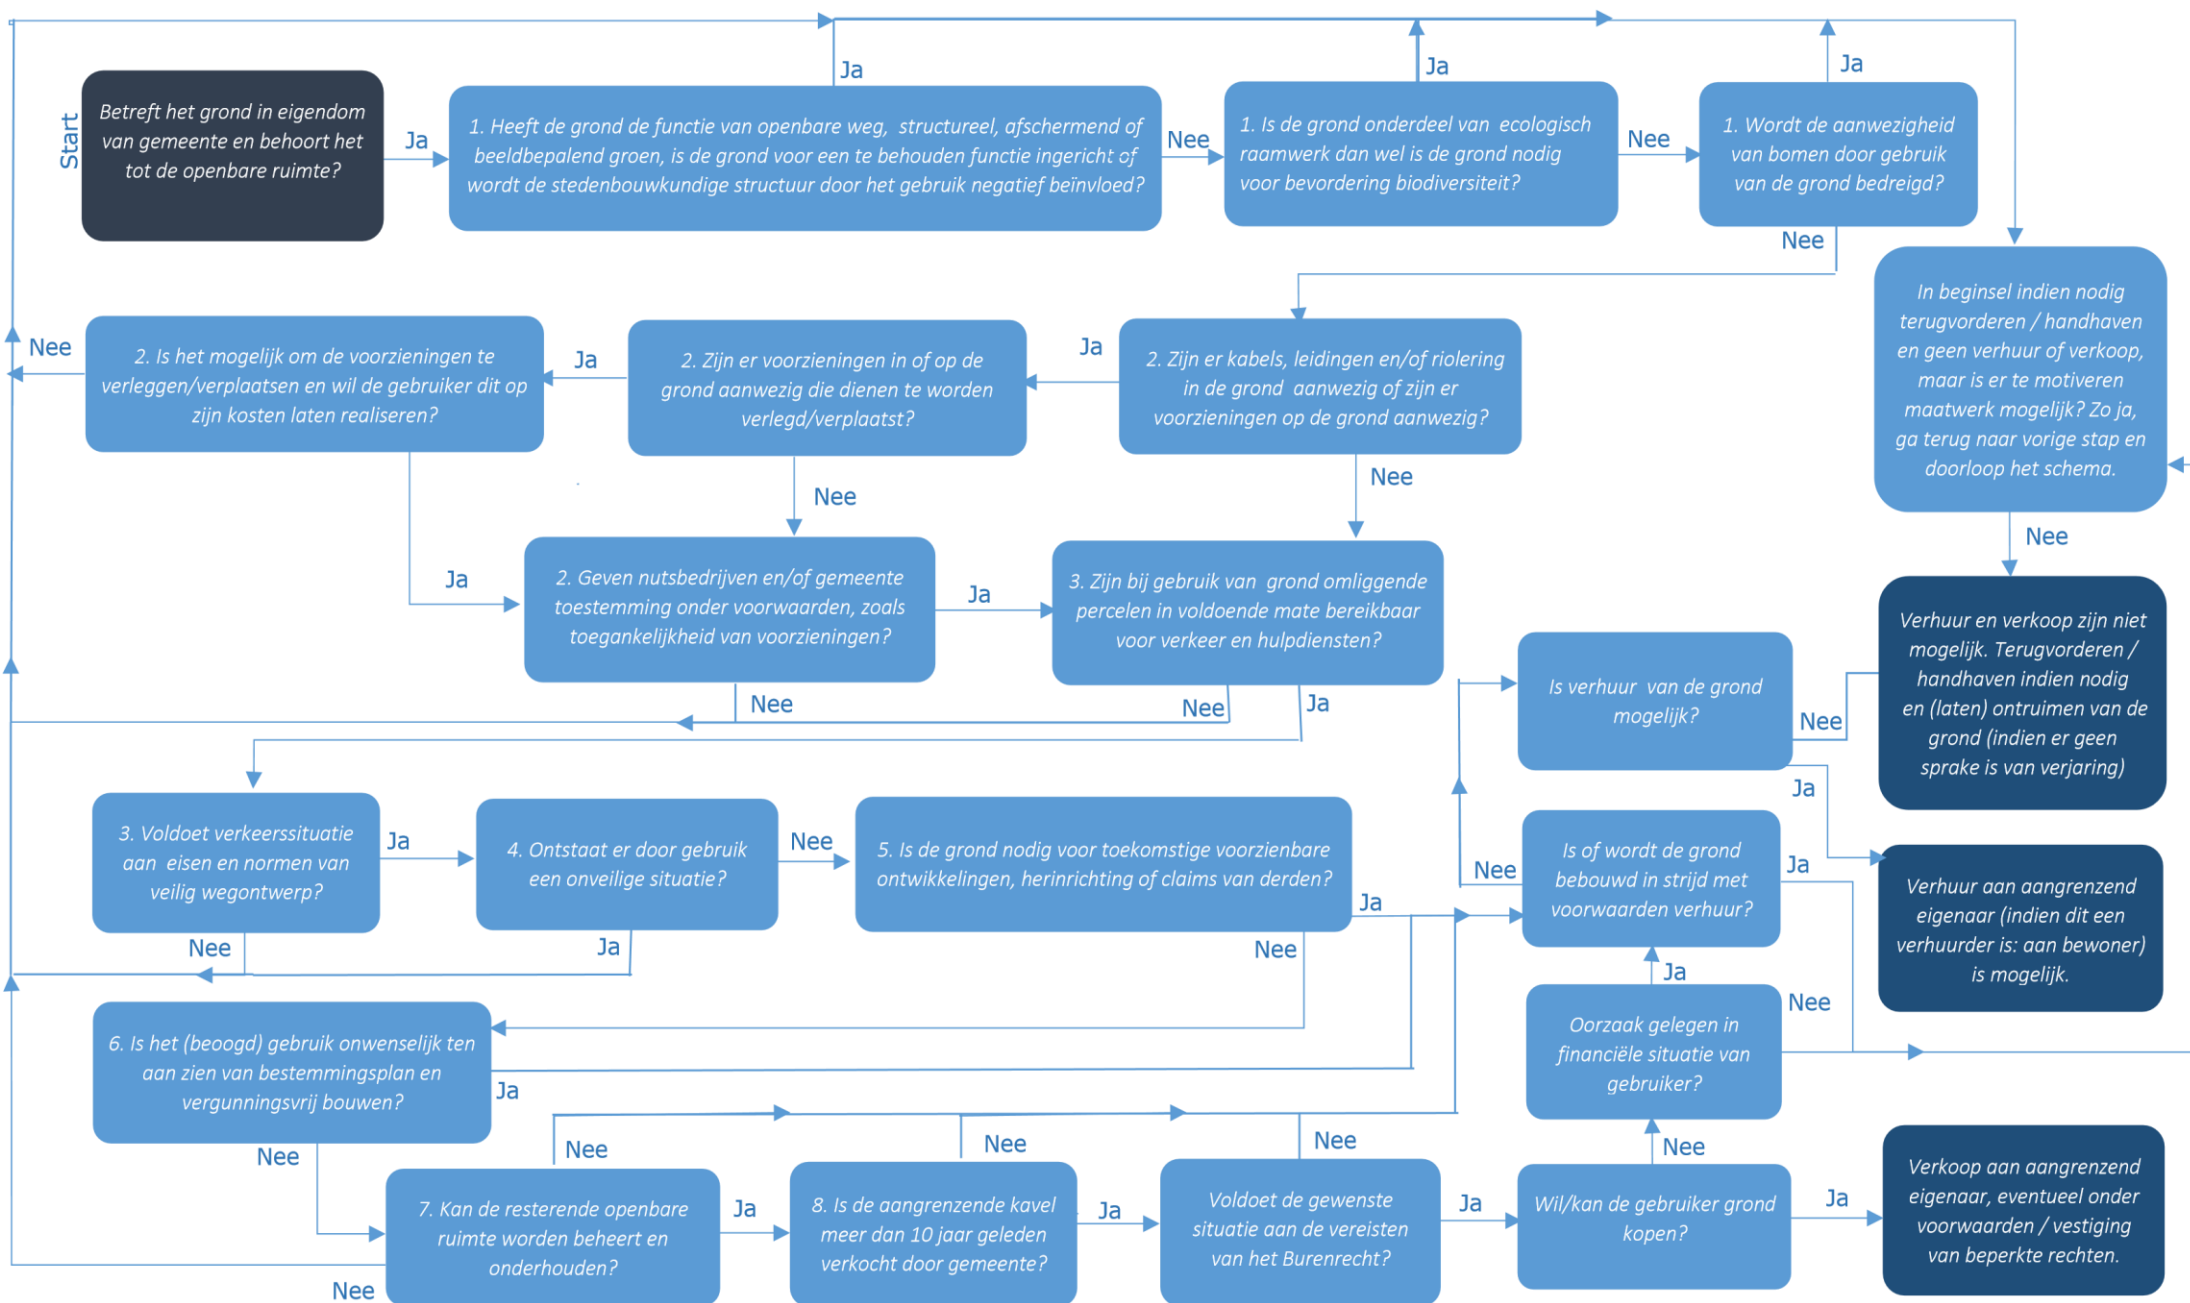 Start
Betreft het grond in eigendom
van gemeente en behoort het
tot de openbare ruimte?
Ja
1. Heeft de grond de functie van openbare weg, structureel, afschermend of
beeldbepalend groen, is de grond voor een te behouden functie ingericht of
wordt de stedenbouwkundige structuur door het gebruik negatief beïnvloed?
Ja
Nee
1. Is de grond onderdeel van ecologisch
raamwerk dan wel is de grond nodig
voor bevordering biodiversiteit?
Ja
Nee
1. Wordt de aanwezigheid
van bomen door gebruik
van de grond bedreigd?
Ja
Nee
In beginsel indien nodig
terugvorderen / handhaven
en geen verhuur of verkoop,
maar is er te motiveren
maatwerk mogelijk? Zo ja,
ga terug naar vorige stap en
doorloop het schema.
Nee
Nee
2. Is het mogelijk om de voorzieningen te
verleggen/verplaatsen en wil de gebruiker dit op
zijn kosten laten realiseren?
Ja
2. Zijn er voorzieningen in of op de
grond aanwezig die dienen te worden
verlegd/verplaatst?
Ja
2. Zijn er kabels, leidingen en/of riolering
in de grond aanwezig of zijn er
voorzieningen op de grond aanwezig?
Nee
Nee
Ja
2. Geven nutsbedrijven en/of gemeente
toestemming onder voorwaarden, zoals
toegankelijkheid van voorzieningen?
Ja
Nee
3. Zijn bij gebruik van grond omliggende
percelen in voldoende mate bereikbaar
voor verkeer en hulpdiensten?
Nee
Ja
Is verhuur van de grond
mogelijk?
Nee
Ja
Verhuur en verkoop zijn niet
mogelijk. Terugvorderen /
handhaven indien nodig
en (laten) ontruimen van de
grond (indien er geen
sprake is van verjaring)
3. Voldoet verkeerssituatie
aan eisen en normen van
veilig wegontwerp?
Ja
Nee
4. Ontstaat er door gebruik
een onveilige situatie?
Nee
Ja
5. Is de grond nodig voor toekomstige voorzienbare
ontwikkelingen, herinrichting of claims van derden?
Ja
Nee
Nee
Is of wordt de grond
bebouwd in strijd met
voorwaarden verhuur?
Ja
Ja
Verhuur aan aangrenzend
eigenaar (indien dit een
verhuurder is: aan bewoner)
is mogelijk.
6. Is het (beoogd) gebruik onwenselijk ten
aan zien van bestemmingsplan en
vergunningsvrij bouwen?
Ja
Nee
Oorzaak gelegen in
financiële situatie van
gebruiker?
Nee
Nee
7. Kan de resterende openbare
ruimte worden beheert en
onderhouden?
Nee
Nee
Ja
8. Is de aangrenzende kavel
meer dan 10 jaar geleden
verkocht door gemeente?
Nee
Ja
Voldoet de gewenste
situatie aan de vereisten
van het Burenrecht?
Nee
Ja
Wil/kan de gebruiker grond
kopen?
Ja
Verkoop aan aangrenzend
eigenaar, eventueel onder
voorwaarden / vestiging
van beperkte rechten.